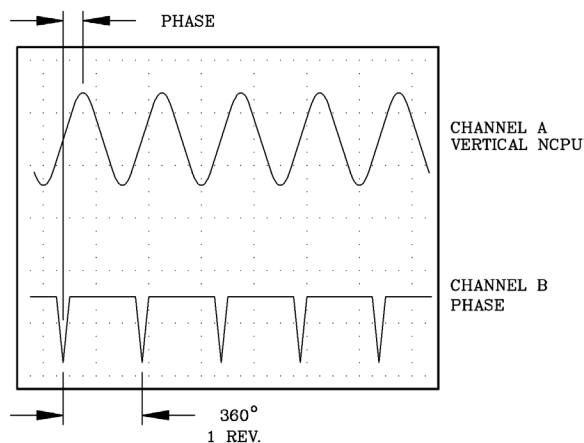 PHASE
CHANNEL A
VERTICAL NCPU
CHANNEL B
PHASE
360°
1 REV.